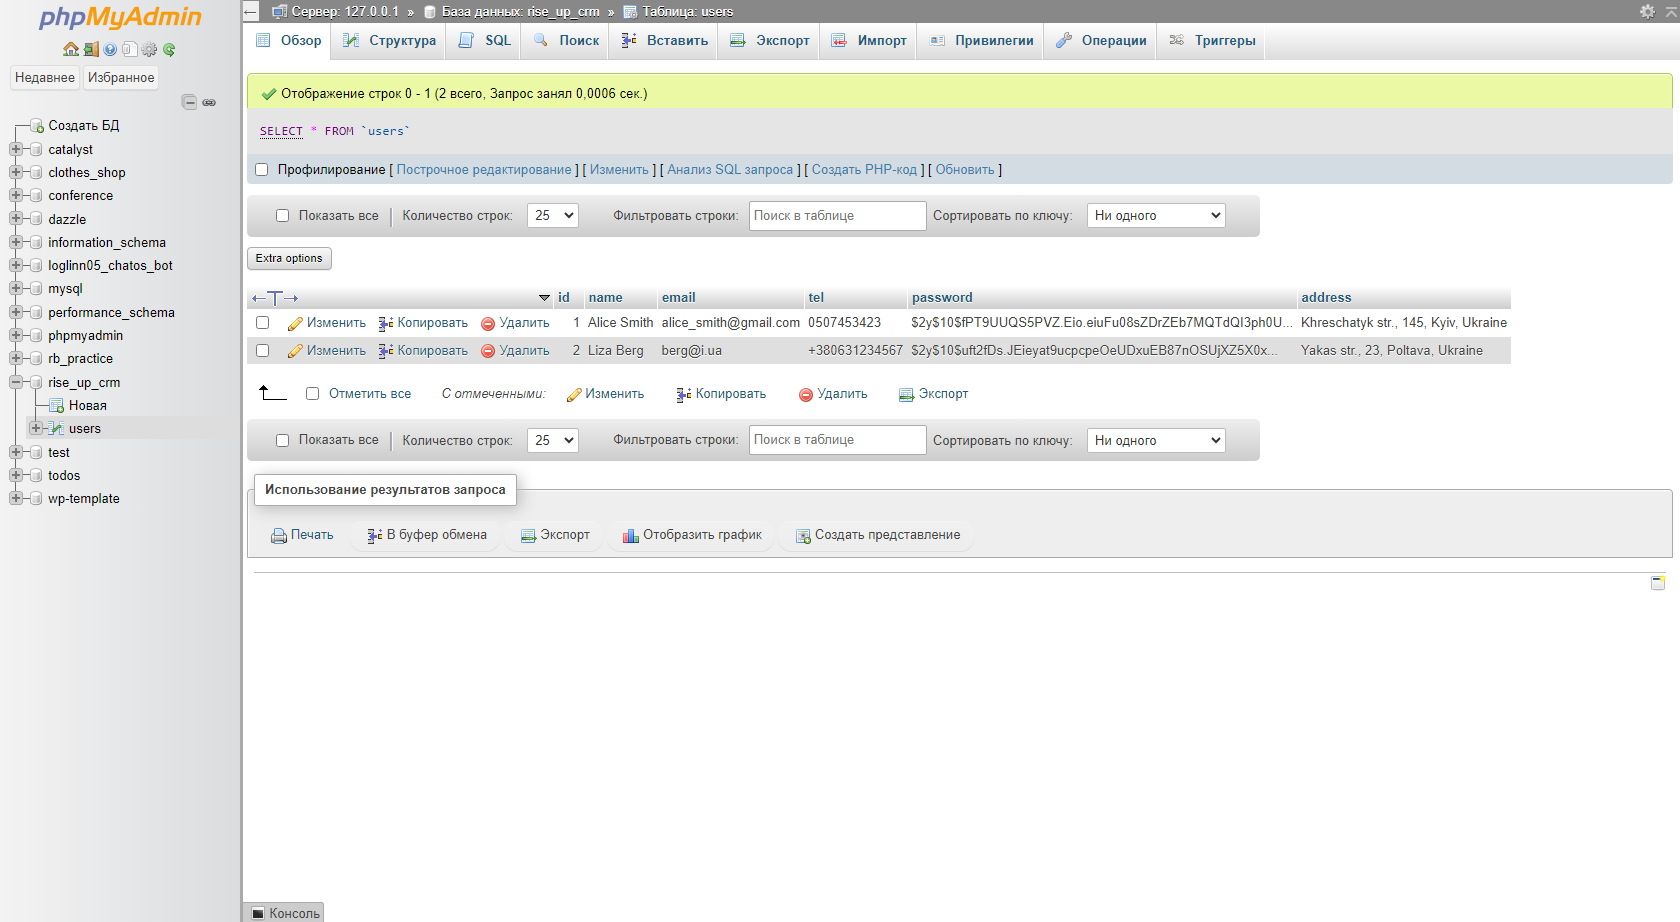 phpMyAdmin
Недавнее Избранное
Создать БД
catalyst
clothes_shop
conference
dazzle
information_schema
loglinn05_chatos_bot
mysql
performance_schema
phpmyadmin
rb_practice
rise_up_crm
Новая
users
test
todos
wp-template
Сервер: 127.0.0.1 » База данных: rise_up_crm » Таблица: users
Обзор Структура SQL Поиск Вставить Экспорт Импорт Привилегии Операции Триггеры
Отображение строк 0 - 1 (2 всего, Запрос занял 0,0006 сек.)
SELECT * FROM `users`
Профилирование [ Построчное редактирование ] [ Изменить ] [ Анализ SQL запроса ] [ Создать PHP-код ] [ Обновить ]
Показать все Количество строк: 25 Фильтровать строки: Поиск в таблице Сортировать по ключу: Ни одного
Extra options
←T→ id name email tel password address
Изменить Копировать Удалить 1 Alice Smith alice_smith@gmail.com 0507453423 $2y$10$fPT9UUQS5PVZ.Eio.eiuFu08sZDrZEb7MQTdQI3ph0U... Khreschatyk str., 145, Kyiv, Ukraine
Изменить Копировать Удалить 2 Liza Berg berg@i.ua +380631234567 $2y$10$uft2fDs.JEieyat9ucpcpeOeUDxuEB87nOSUjXZ5X0x... Yakas str., 23, Poltava, Ukraine
Отметить все С отмеченными: Изменить Копировать Удалить Экспорт
Показать все Количество строк: 25 Фильтровать строки: Поиск в таблице Сортировать по ключу: Ни одного
Использование результатов запроса
Печать В буфер обмена Экспорт Отобразить график Создать представление
Консоль